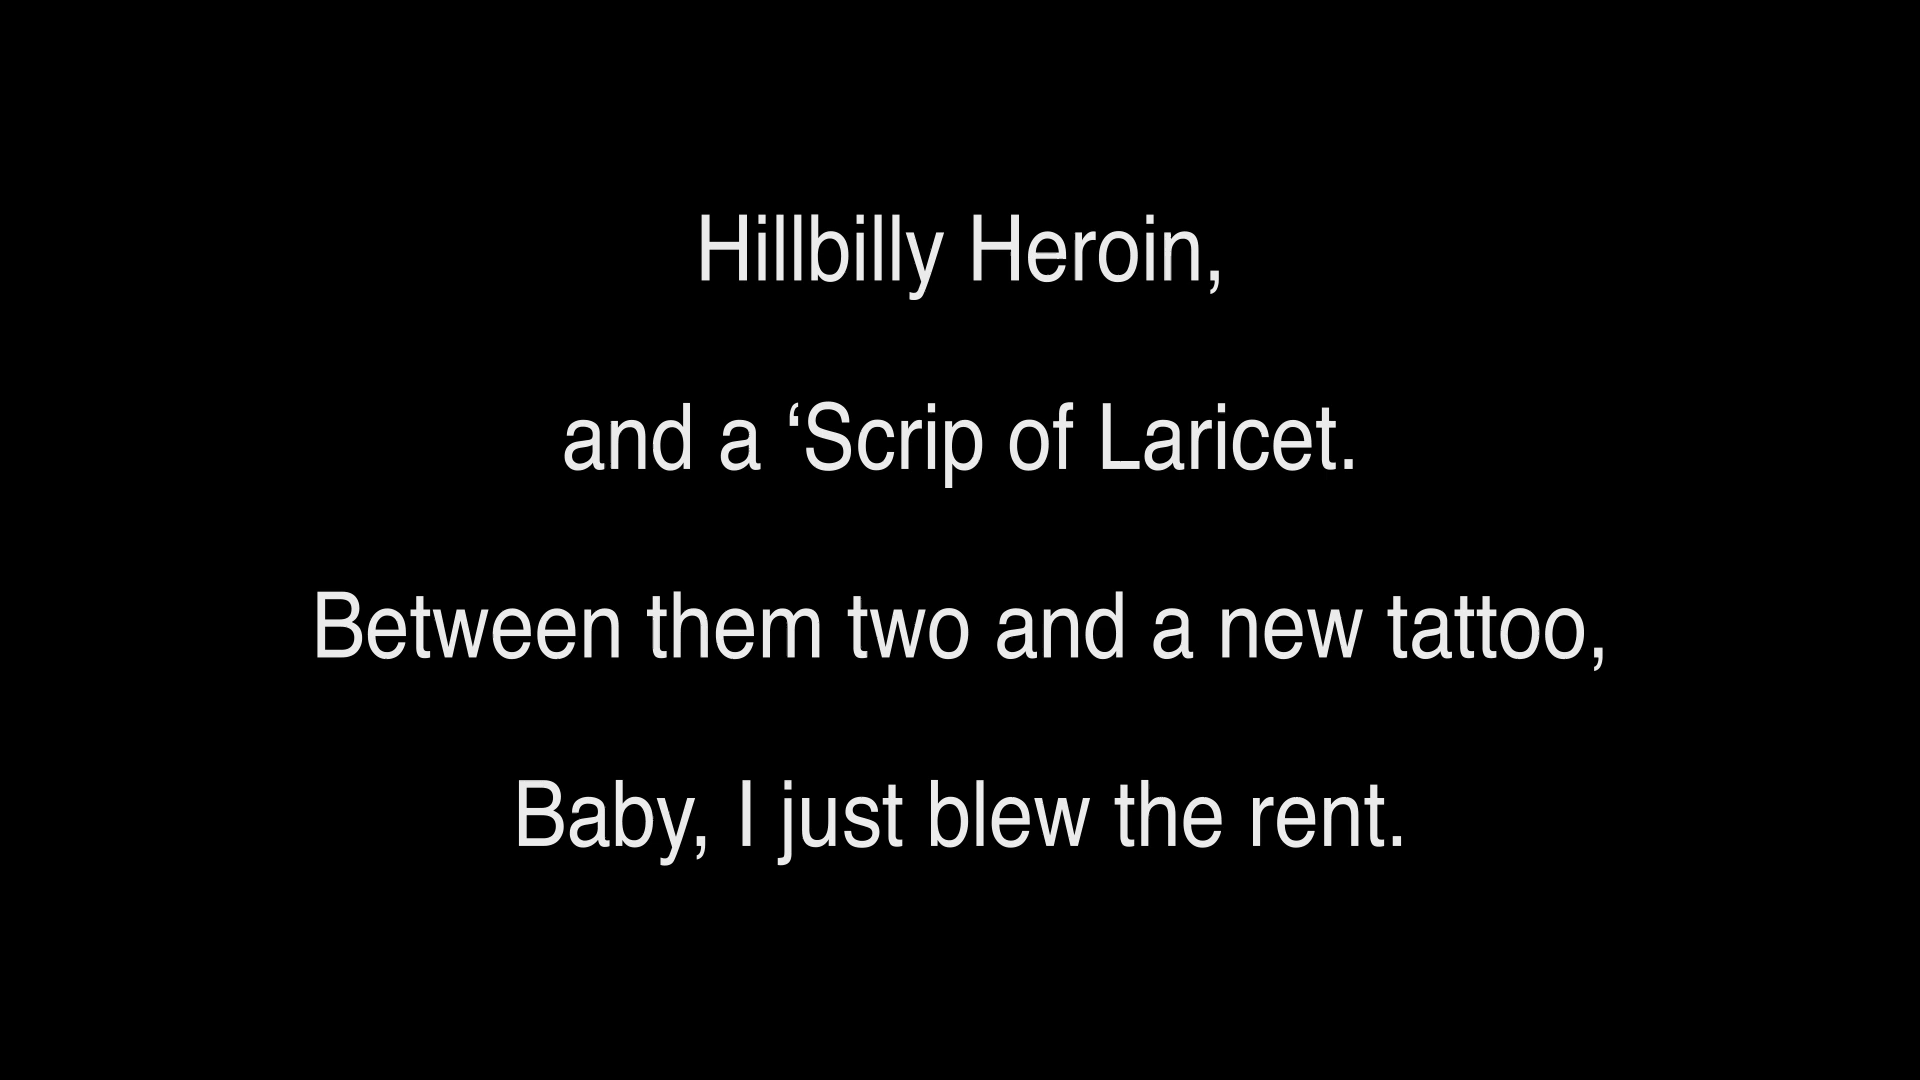 Hillbilly Heroin,
and a ‘Scrip of Laricet.
Between them two and a new tattoo,
Baby, I just blew the rent.